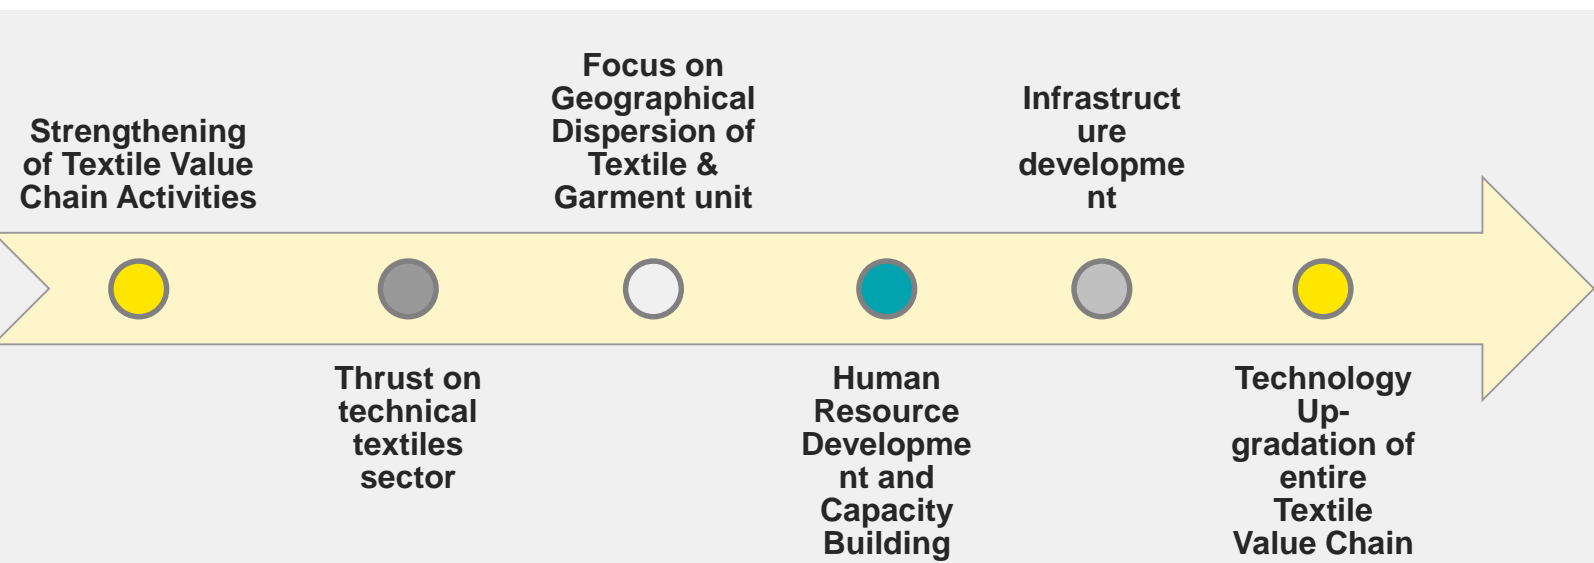 Strengthening
of Textile Value
Chain Activities
Thrust on
technical
textiles
sector
Focus on
Geographical
Dispersion of
Textile &
Garment unit
Human
Resource
Developme
nt and
Capacity
Building
Infrastruct
ure
developme
nt
Technology
Up-
gradation of
entire
Textile
Value Chain